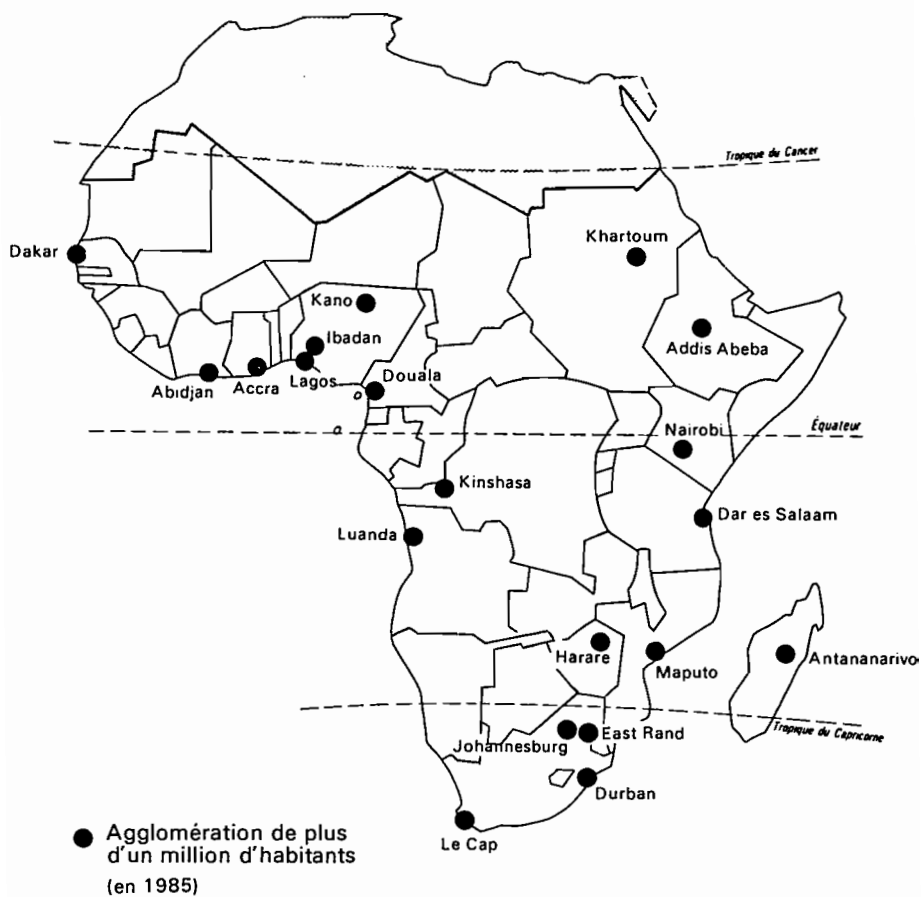 Tropique du Cancer
Dakar
Khartoum
Kano
Ibadan
Addis Abeba
Abidjan
Accra
Lagos
Douala
Équateur
Nairobi
Kinshasa
Dar es Salaam
Luanda
Harare
Maputo
Antananarivo
Tropique du Capricorne
Johannesburg
East Rand
Durban
Le Cap
Agglomération de plus
d'un million d'habitants
(en 1985)